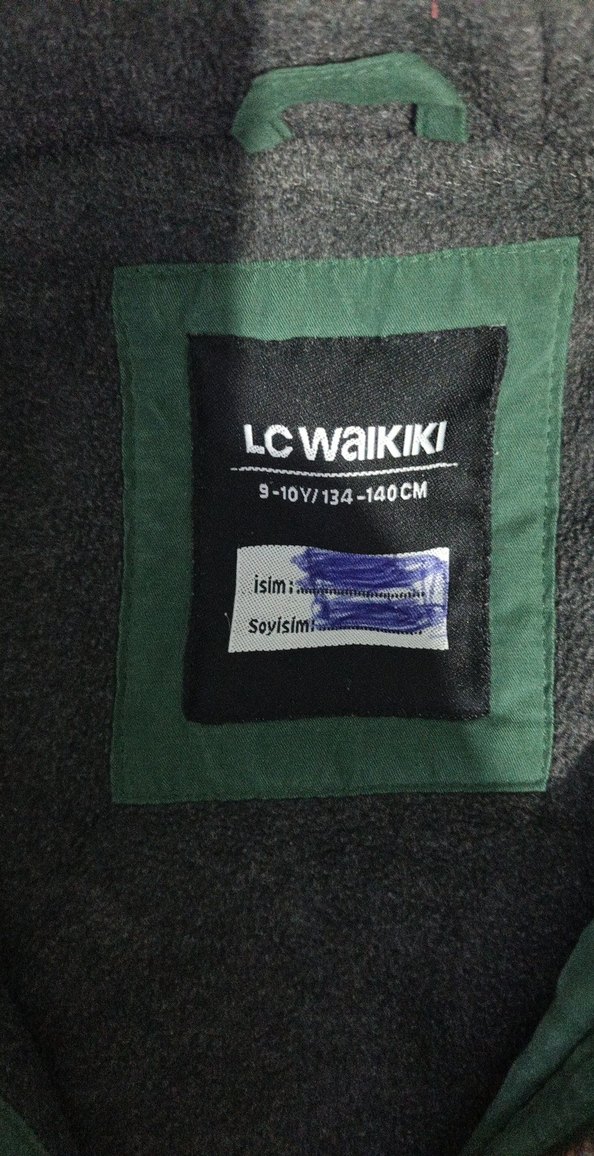 LC WAIKIKI
9-10Y/134-140CM
isim:
Soyisim: